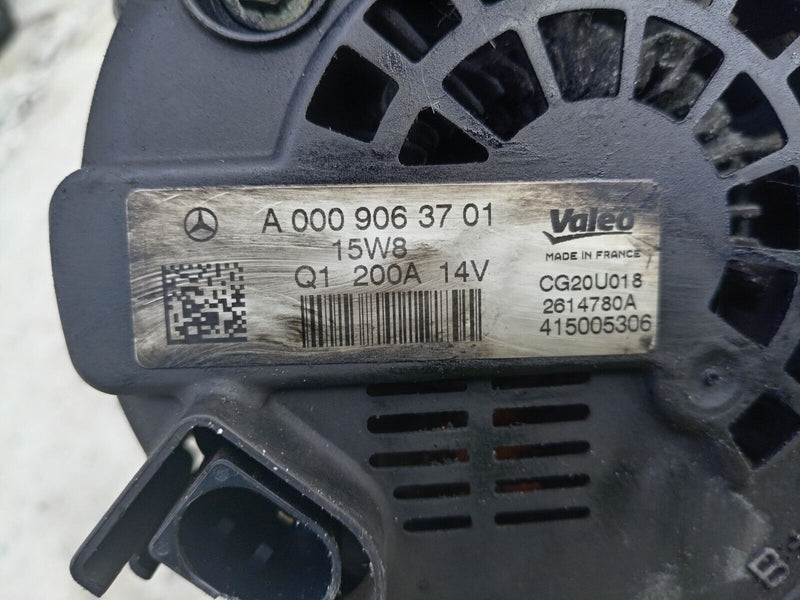 A 000 906 37 01
15W8
Q1 200A 14V
Valeo
MADE IN FRANCE
CG20U018
2614780A
415005306
B+